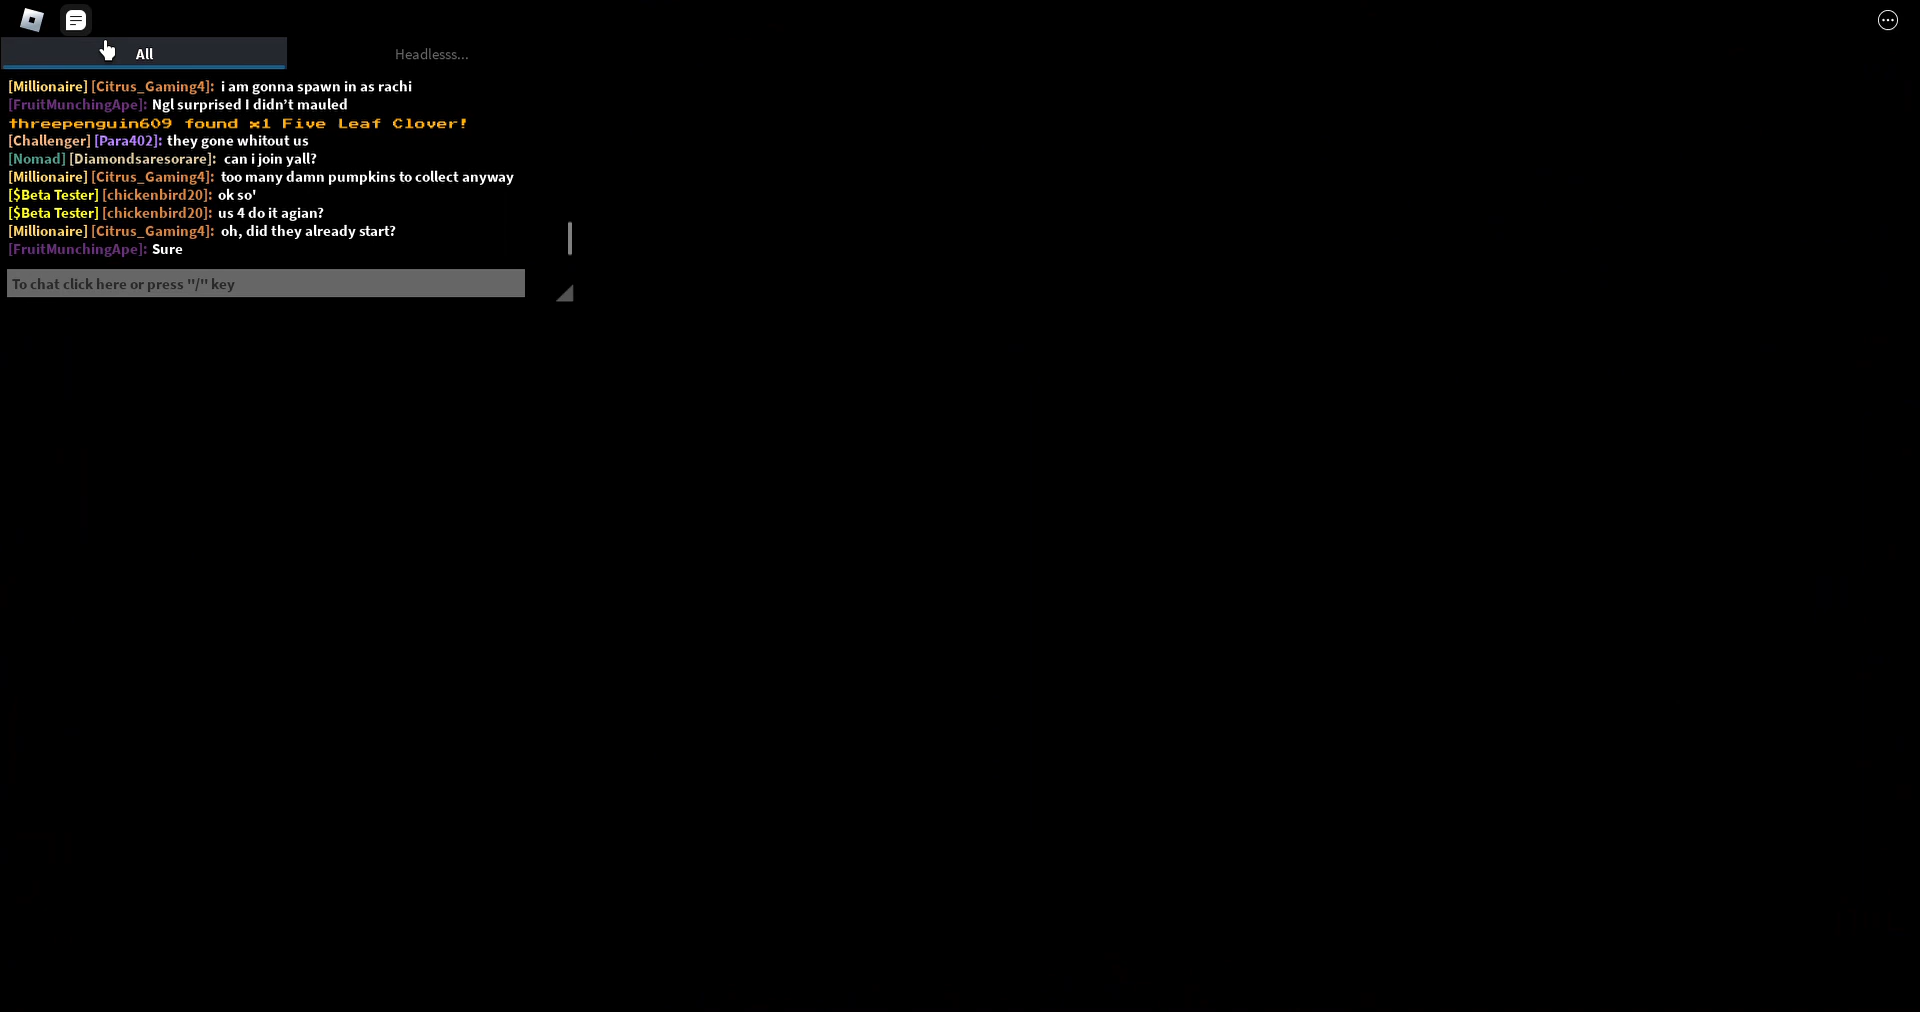 All
Headlesss...
[Millionaire] [Citrus_Gaming4]: i am gonna spawn in as rachi
[FruitMunchingApe]: Ngl surprised I didn’t mauled
threepenguin609 found x1 Five Leaf Clover!
[Challenger] [Para402]: they gone whitout us
[Nomad] [Diamondsaresorare]: can i join yall?
[Millionaire] [Citrus_Gaming4]: too many damn pumpkins to collect anyway
[$Beta Tester] [chickenbird20]: ok so'
[$Beta Tester] [chickenbird20]: us 4 do it agian?
[Millionaire] [Citrus_Gaming4]: oh, did they already start?
[FruitMunchingApe]: Sure
To chat click here or press "/" key